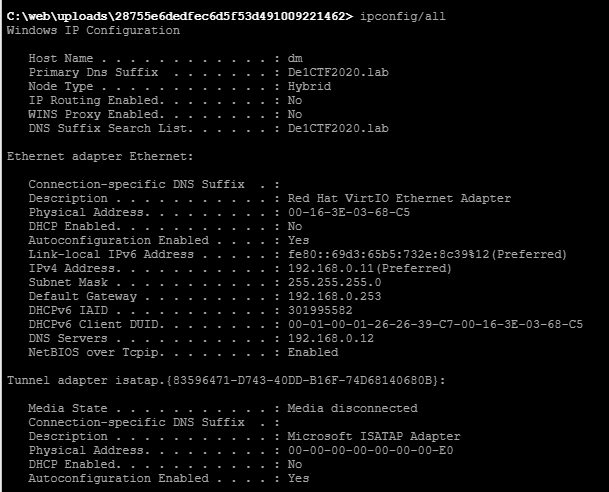 C:\web\uploads\28755e6dedfec6d5f53d491009221462> ipconfig/all
Windows IP Configuration
Host Name . . . . . . . . . . . . : dm
Primary Dns Suffix . . . . . . . : De1CTF2020.lab
Node Type . . . . . . . . . . . . : Hybrid
IP Routing Enabled. . . . . . . . : No
WINS Proxy Enabled. . . . . . . . : No
DNS Suffix Search List. . . . . . : De1CTF2020.lab
Ethernet adapter Ethernet:
Connection-specific DNS Suffix . :
Description . . . . . . . . . . . : Red Hat VirtIO Ethernet Adapter
Physical Address. . . . . . . . . : 00-16-3E-03-68-C5
DHCP Enabled. . . . . . . . . . . : No
Autoconfiguration Enabled . . . . : Yes
Link-local IPv6 Address . . . . . : fe80::69d3:65b5:732e:8c39%12(Preferred)
IPv4 Address. . . . . . . . . . . : 192.168.0.11(Preferred)
Subnet Mask . . . . . . . . . . . : 255.255.255.0
Default Gateway . . . . . . . . . : 192.168.0.253
DHCPv6 IAID . . . . . . . . . . . : 301995582
DHCPv6 Client DUID. . . . . . . . : 00-01-00-01-26-26-39-C7-00-16-3E-03-68-C5
DNS Servers . . . . . . . . . . . : 192.168.0.12
NetBIOS over Tcpip. . . . . . . . : Enabled
Tunnel adapter isatap.{83596471-D743-40DD-B16F-74D68140680B}:
Media State . . . . . . . . . . . : Media disconnected
Connection-specific DNS Suffix . :
Description . . . . . . . . . . . : Microsoft ISATAP Adapter
Physical Address. . . . . . . . . : 00-00-00-00-00-00-00-E0
DHCP Enabled. . . . . . . . . . . : No
Autoconfiguration Enabled . . . . : Yes